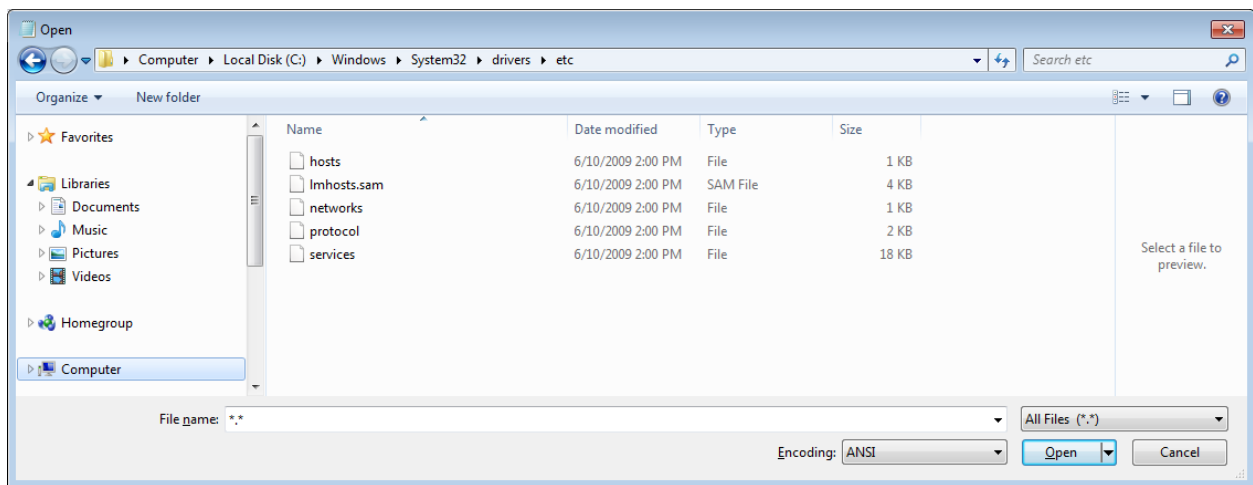 Open
Computer Local Disk (C:) Windows System32 drivers etc Search etc
Organize New folder
Favorites
Libraries
Documents
Music
Pictures
Videos
Homegroup
Computer
Name Date modified Type Size
hosts 6/10/2009 2:00 PM File 1 KB
lmhosts.sam 6/10/2009 2:00 PM SAM File 4 KB
networks 6/10/2009 2:00 PM File 1 KB
protocol 6/10/2009 2:00 PM File 2 KB
services 6/10/2009 2:00 PM File 18 KB
Select a file to
preview.
File name: *.* All Files (*.*)
Encoding: ANSI Open Cancel